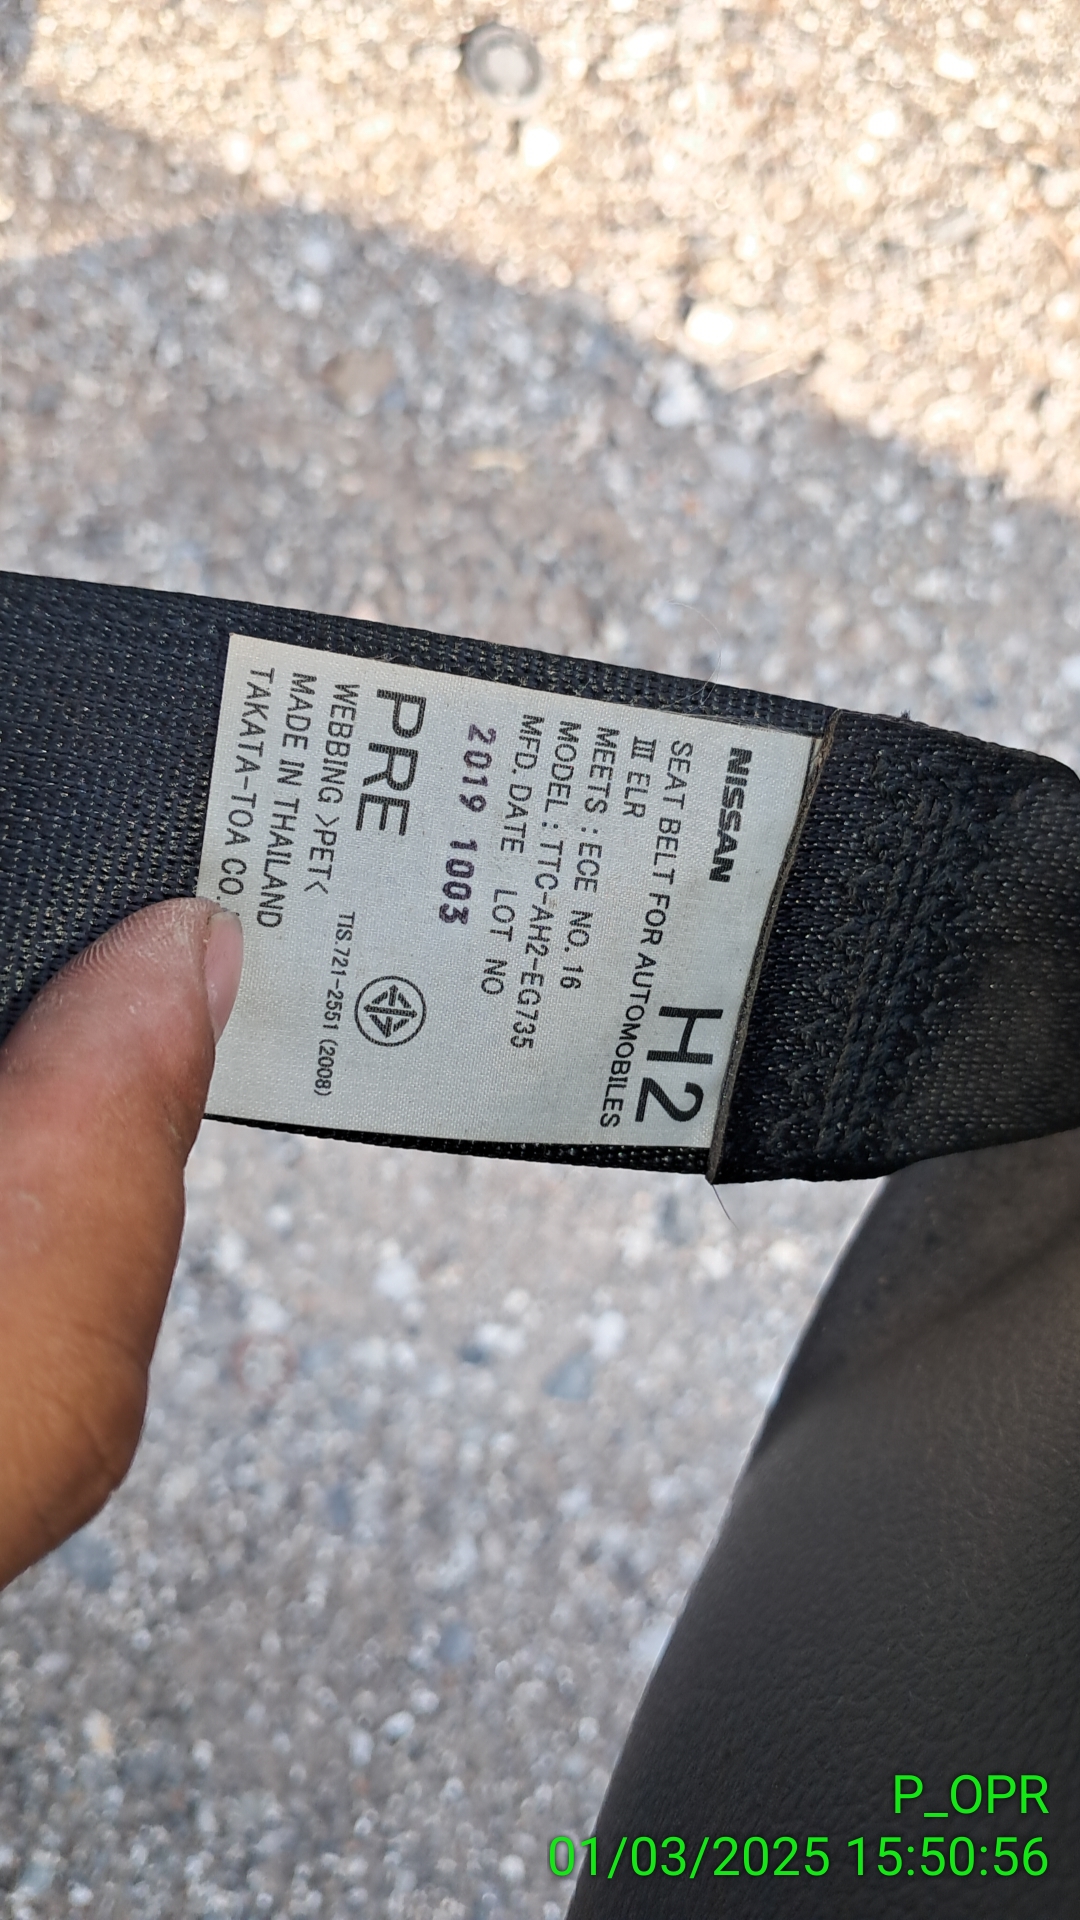 NISSAN
H2
SEAT BELT FOR AUTOMOBILES
III ELR
MEETS : ECE NO. 16
MODEL : TTC-AH2-EG735
MFD. DATE LOT NO
2019 1003
PRE
WEBBING >PET<
TIS.721-2551 (2008)
MADE IN THAILAND
TAKATA-TOA CO.
P_OPR
01/03/2025 15:50:56